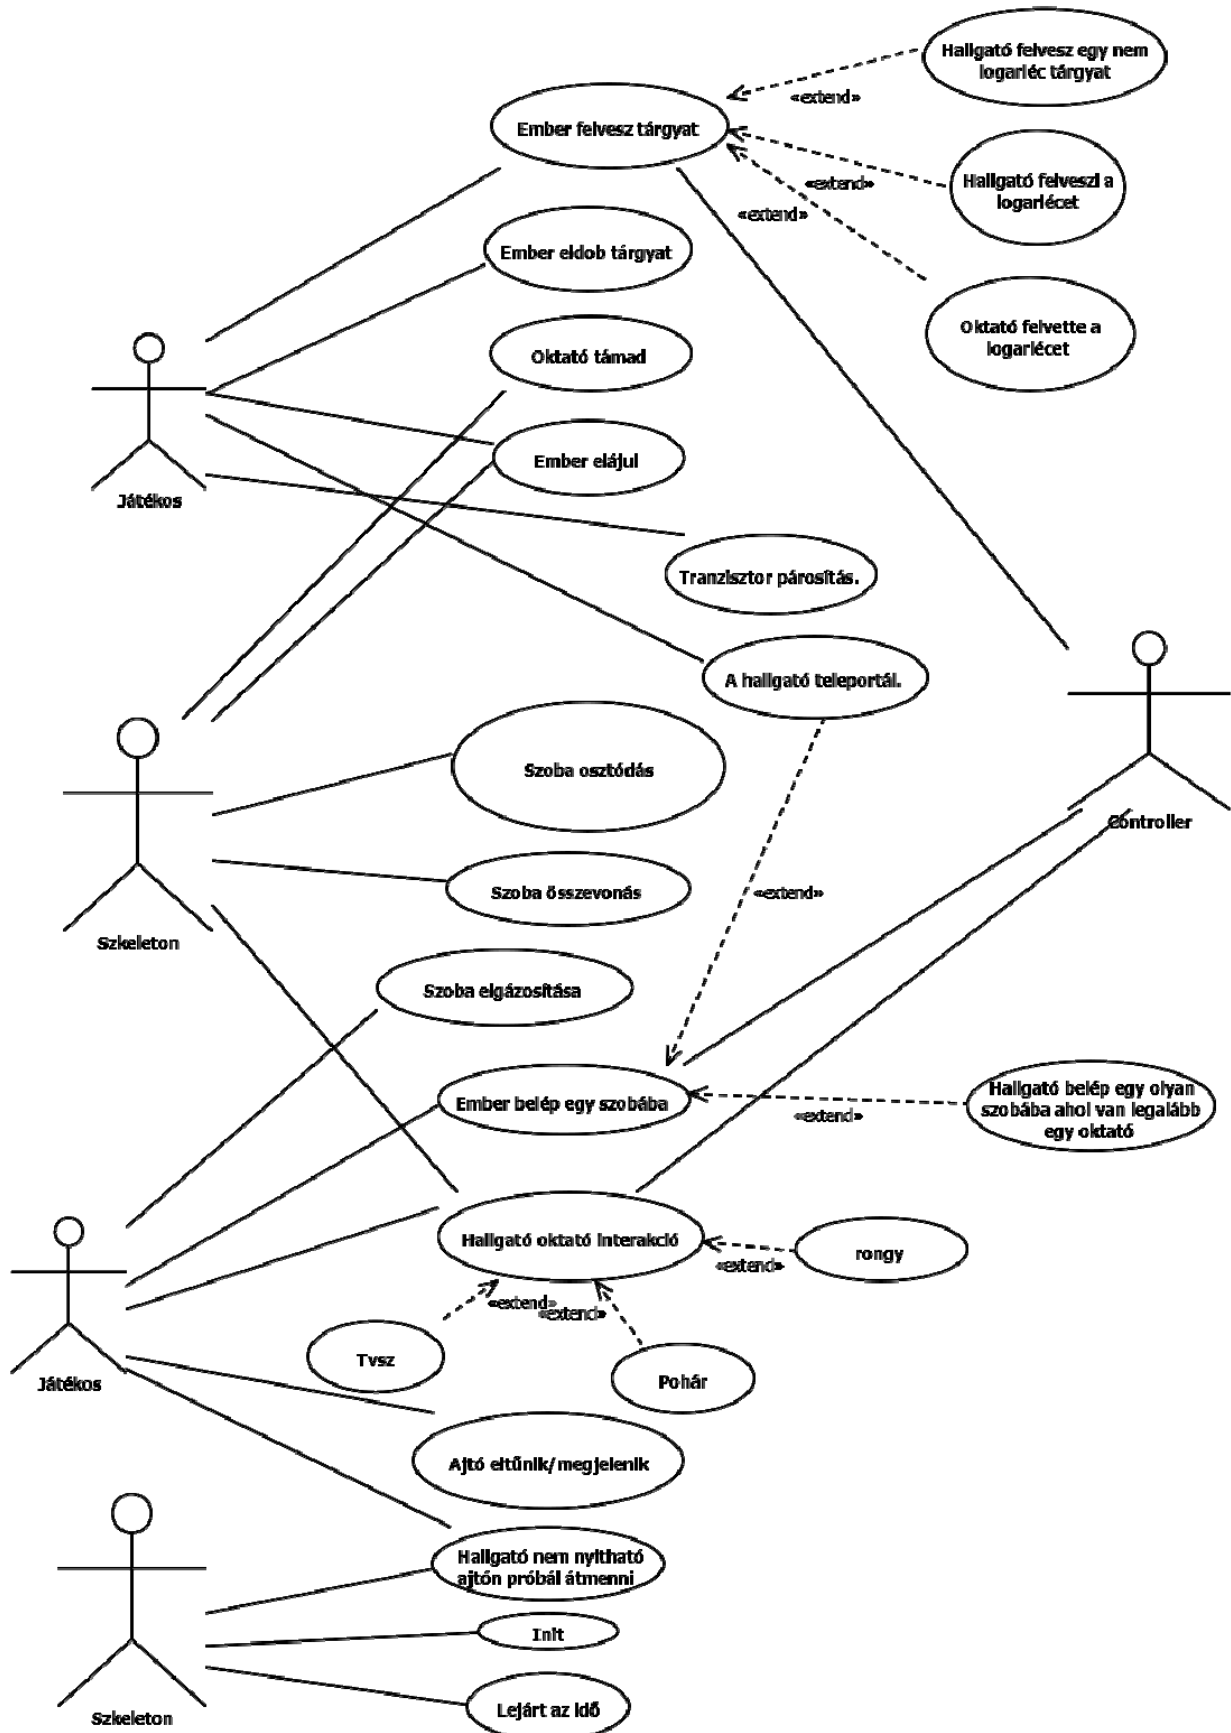 Hallgató felvesz egy nem
logarléc tárgyat
«extend»
Ember felvesz tárgyat
«extend»
Hallgató felveszi a
logarlécet
«extend»
Ember eldob tárgyat
Oktató felvette a
logarlécet
Oktató támad
Ember elájul
Játékos
Tranzisztor párosítás.
A hallgató teleportál.
Szoba osztódás
Controller
Szoba összevonás
«extend»
Szkeleton
Szoba elgázosítása
Ember belép egy szobába
«extend»
Hallgató belép egy olyan
szobába ahol van legalább
egy oktató
Hallgató oktató interakció
«extend»
rongy
«extend»
«extend»
Tvsz
Pohár
Játékos
Ajtó eltűnik/megjelenik
Hallgató nem nyitható
ajtón próbál átmenni
Init
Lejárt az idő
Szkeleton